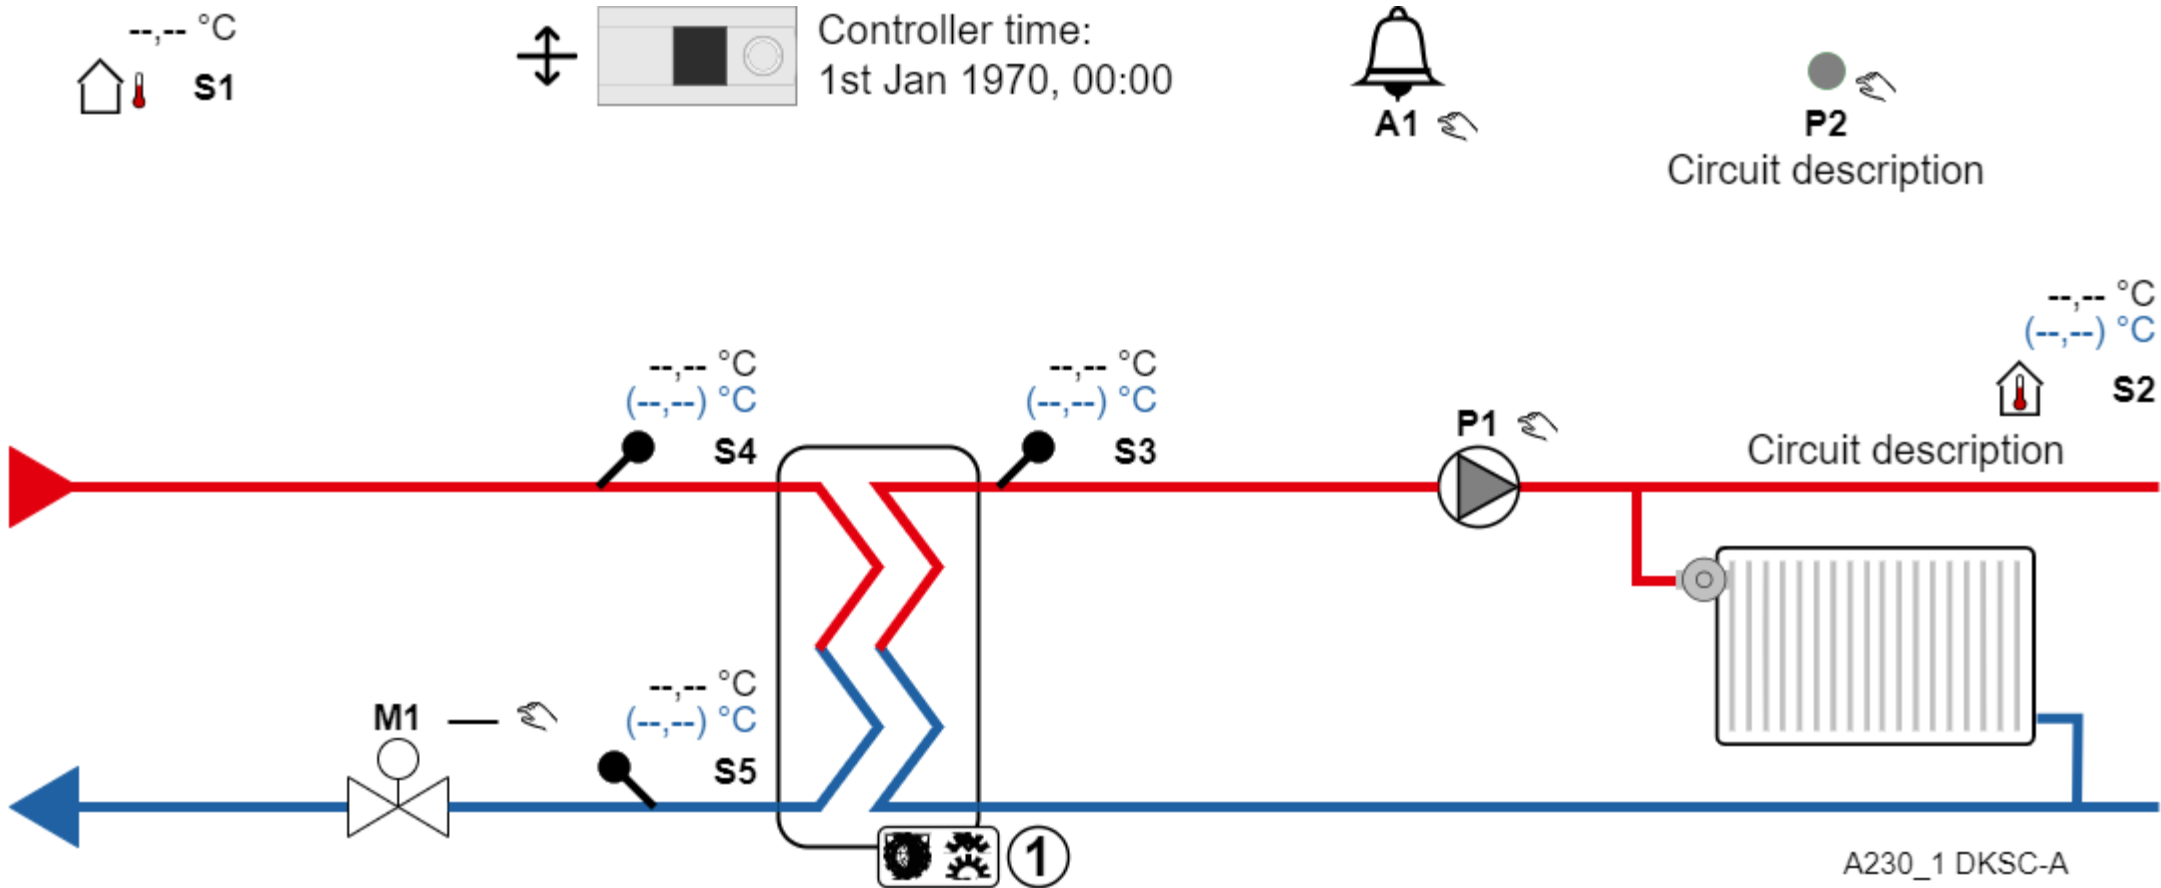 --,-- °C
S1
Controller time:
1st Jan 1970, 00:00
A1
P2
Circuit description
--,-- °C
(--,--) °C
S2
Circuit description
--,-- °C
(--,--) °C
S4
--,-- °C
(--,--) °C
S3
P1
M1
--,-- °C
(--,--) °C
S5
1
A230_1 DKSC-A